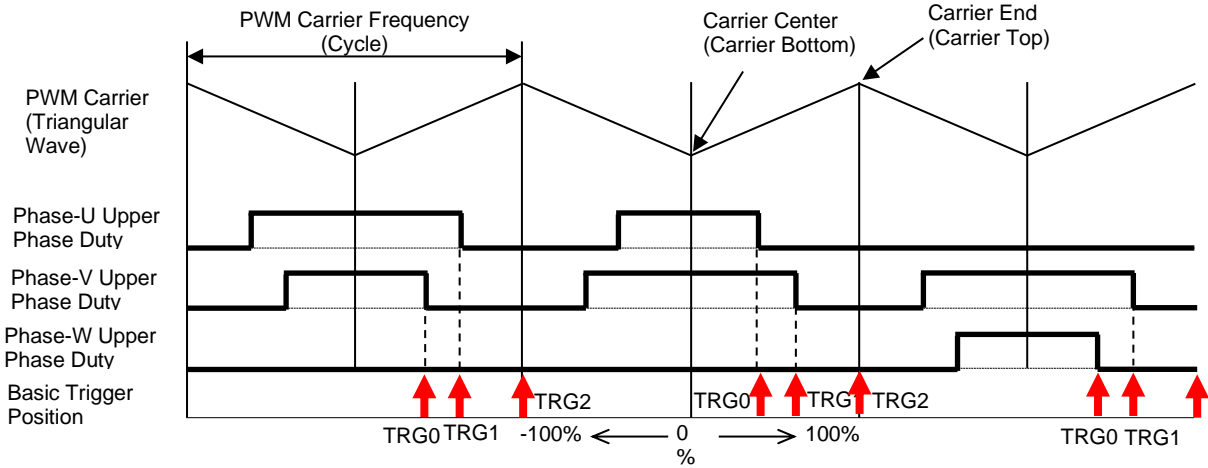 PWM Carrier Frequency
(Cycle)
Carrier Center
(Carrier Bottom)
Carrier End
(Carrier Top)
PWM Carrier
(Triangular
Wave)
Phase-U Upper
Phase Duty
Phase-V Upper
Phase Duty
Phase-W Upper
Phase Duty
Basic Trigger
Position
TRG2
TRG0
TRG1
TRG2
TRG0
TRG1
-100%
0
%
100%
TRG0
TRG1